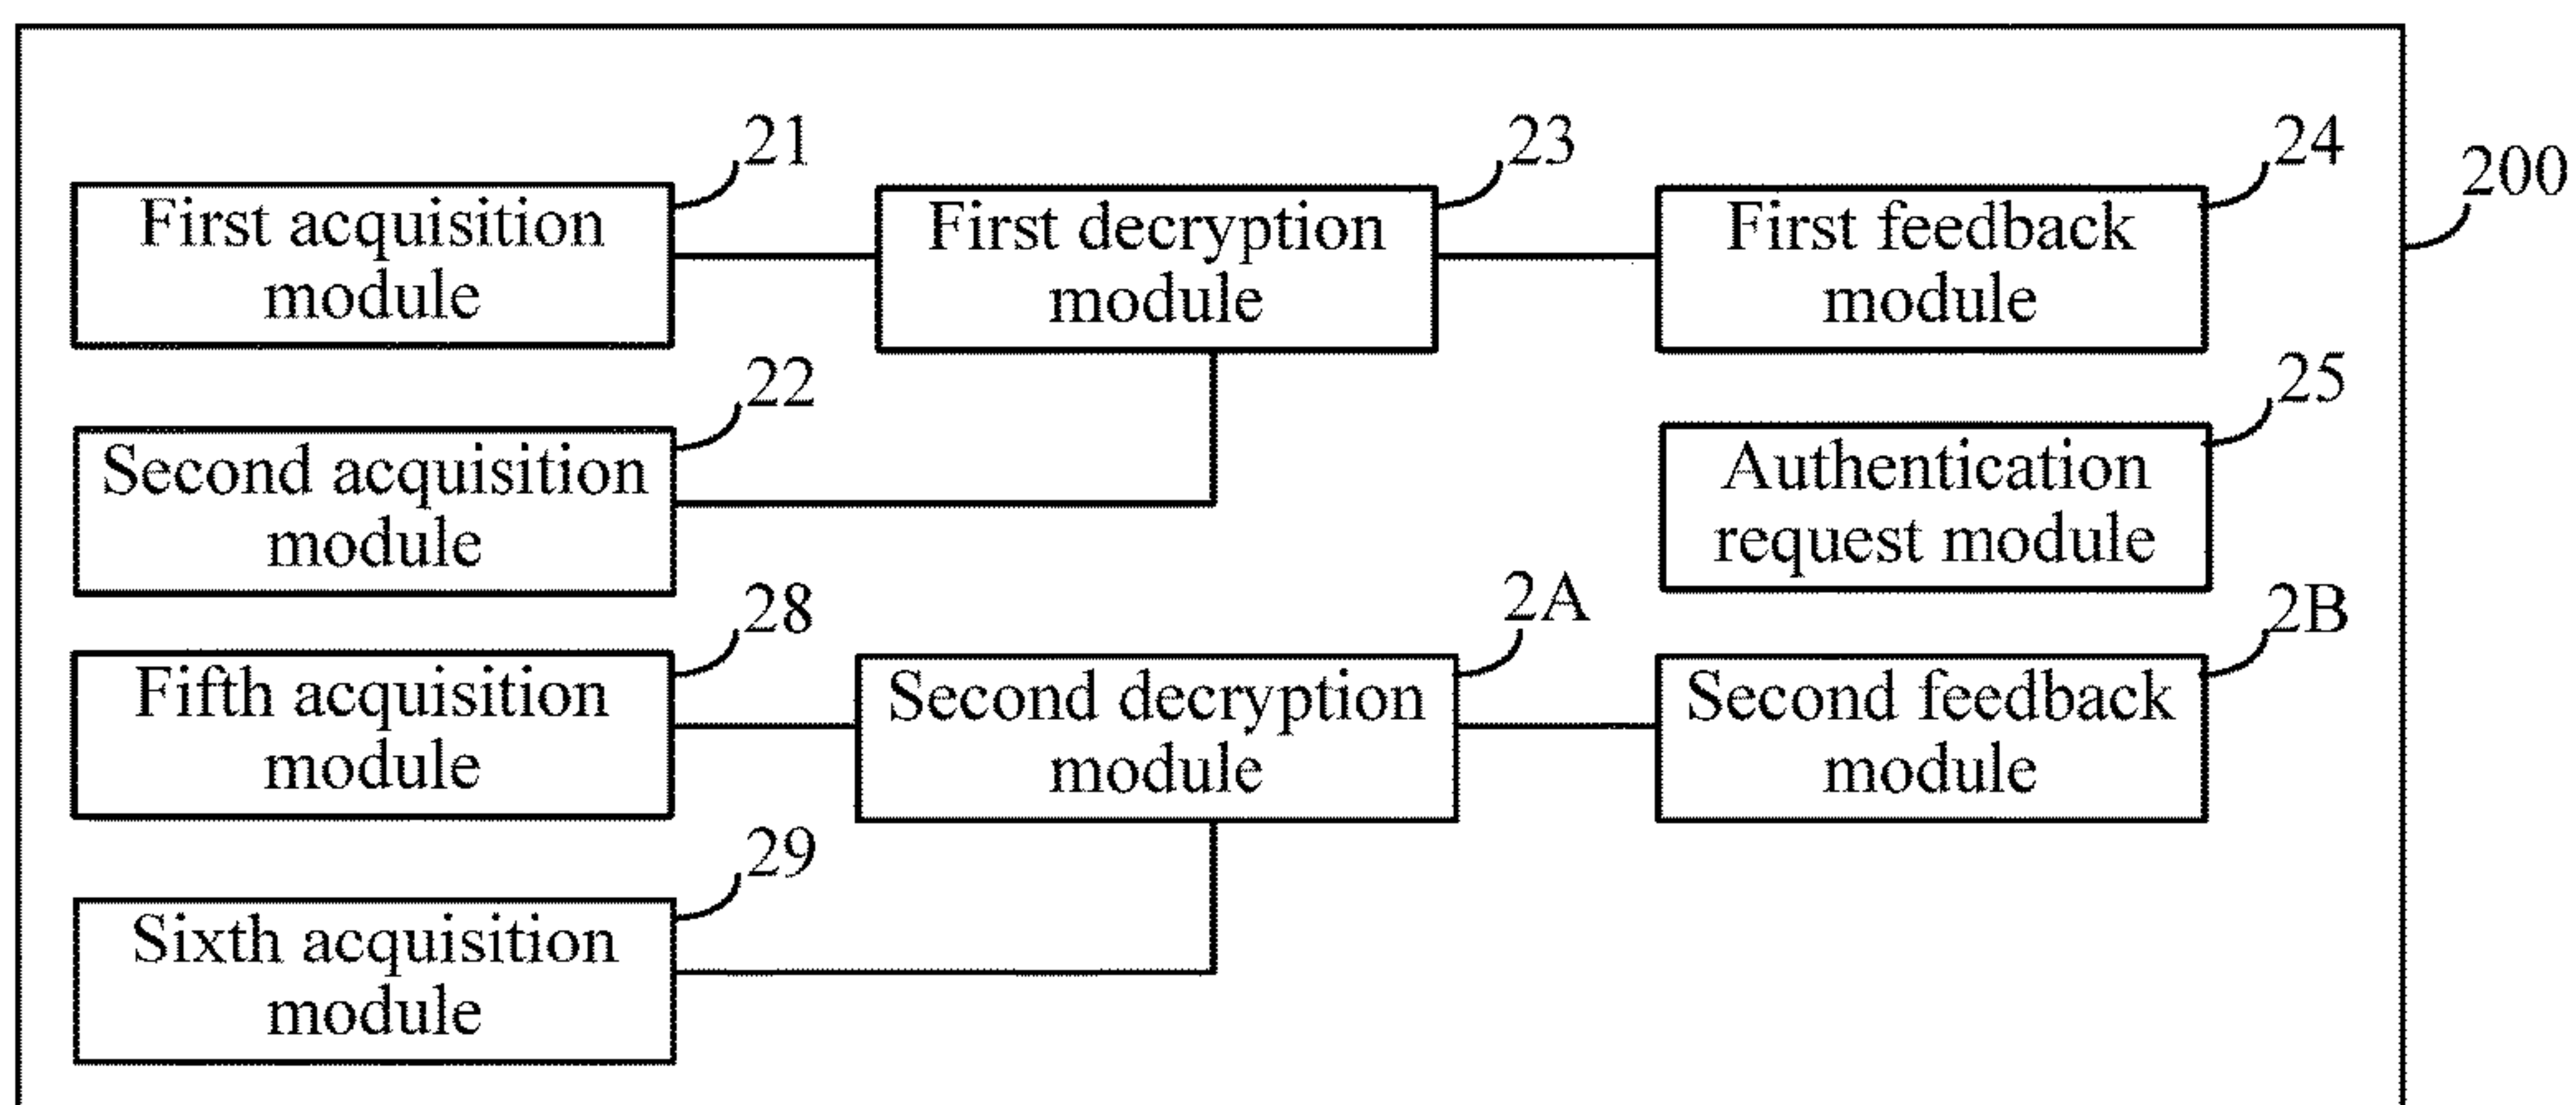 21
23
24
200
First acquisition
module
First decryption
module
First feedback
module
22
25
Second acquisition
module
Authentication
request module
28
2A
2B
Fifth acquisition
module
Second decryption
module
Second feedback
module
29
Sixth acquisition
module